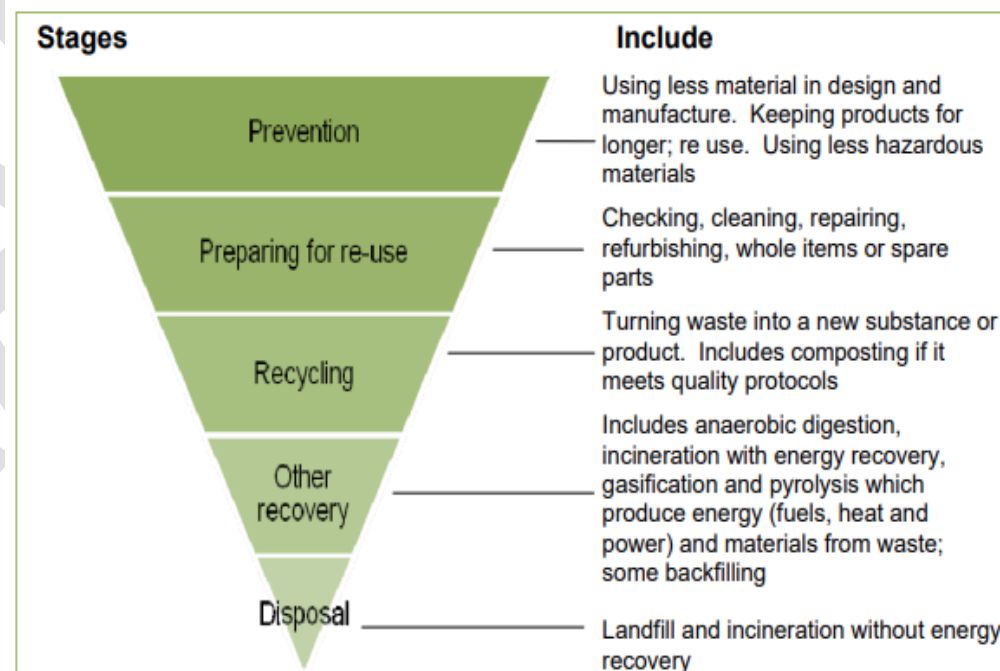 Stages
Include
Prevention
Using less material in design and
manufacture. Keeping products for
longer; re use. Using less hazardous
materials
Preparing for re-use
Checking, cleaning, repairing,
refurbishing, whole items or spare
parts
Recycling
Turning waste into a new substance or
product. Includes composting if it
meets quality protocols
Other
recovery
Includes anaerobic digestion,
incineration with energy recovery,
gasification and pyrolysis which
produce energy (fuels, heat and
power) and materials from waste;
some backfilling
Disposal
Landfill and incineration without energy
recovery